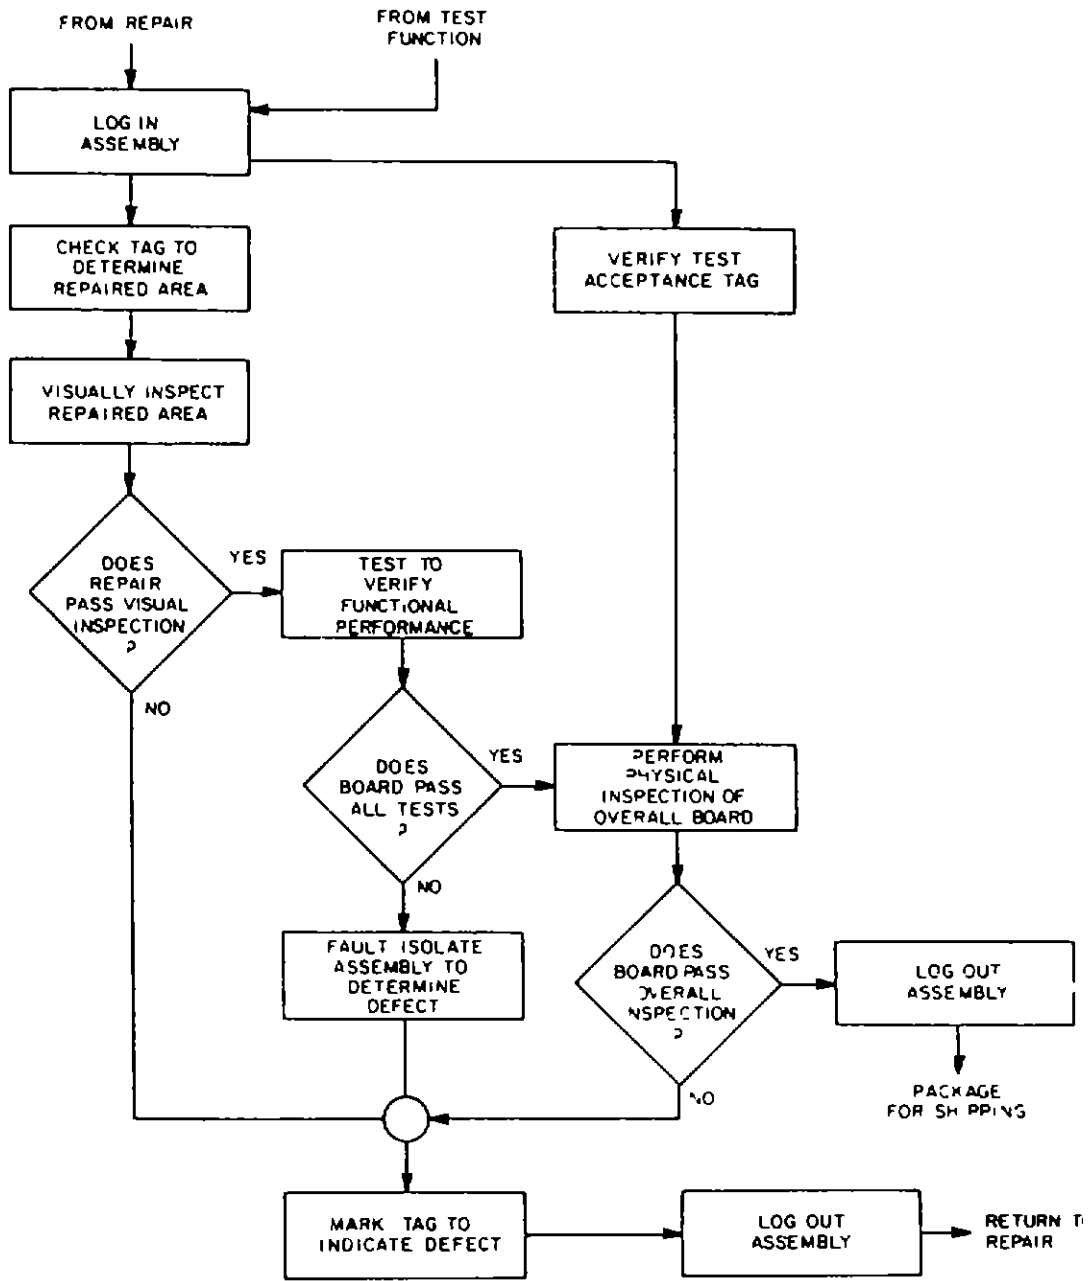 FROM REPAIR
FROM TEST
FUNCTION
LOG IN
ASSEMBLY
CHECK TAG TO
DETERMINE
REPAIRED AREA
VERIFY TEST
ACCEPTANCE TAG
VISUALLY INSPECT
REPAIRED AREA
DOES
REPAIR
PASS VISUAL
INSPECTION
?
YES
NO
TEST TO
VERIFY
FUNCTIONAL
PERFORMANCE
DOES
BOARD PASS
ALL TESTS
?
YES
NO
PERFORM
PHYSICAL
INSPECTION OF
OVERALL BOARD
FAULT ISOLATE
ASSEMBLY TO
DETERMINE
DEFECT
DOES
BOARD PASS
OVERALL
INSPECTION
?
YES
NO
LOG OUT
ASSEMBLY
PACKAGE
FOR SHIPPING
MARK TAG TO
INDICATE DEFECT
LOG OUT
ASSEMBLY
RETURN T
REPAIR